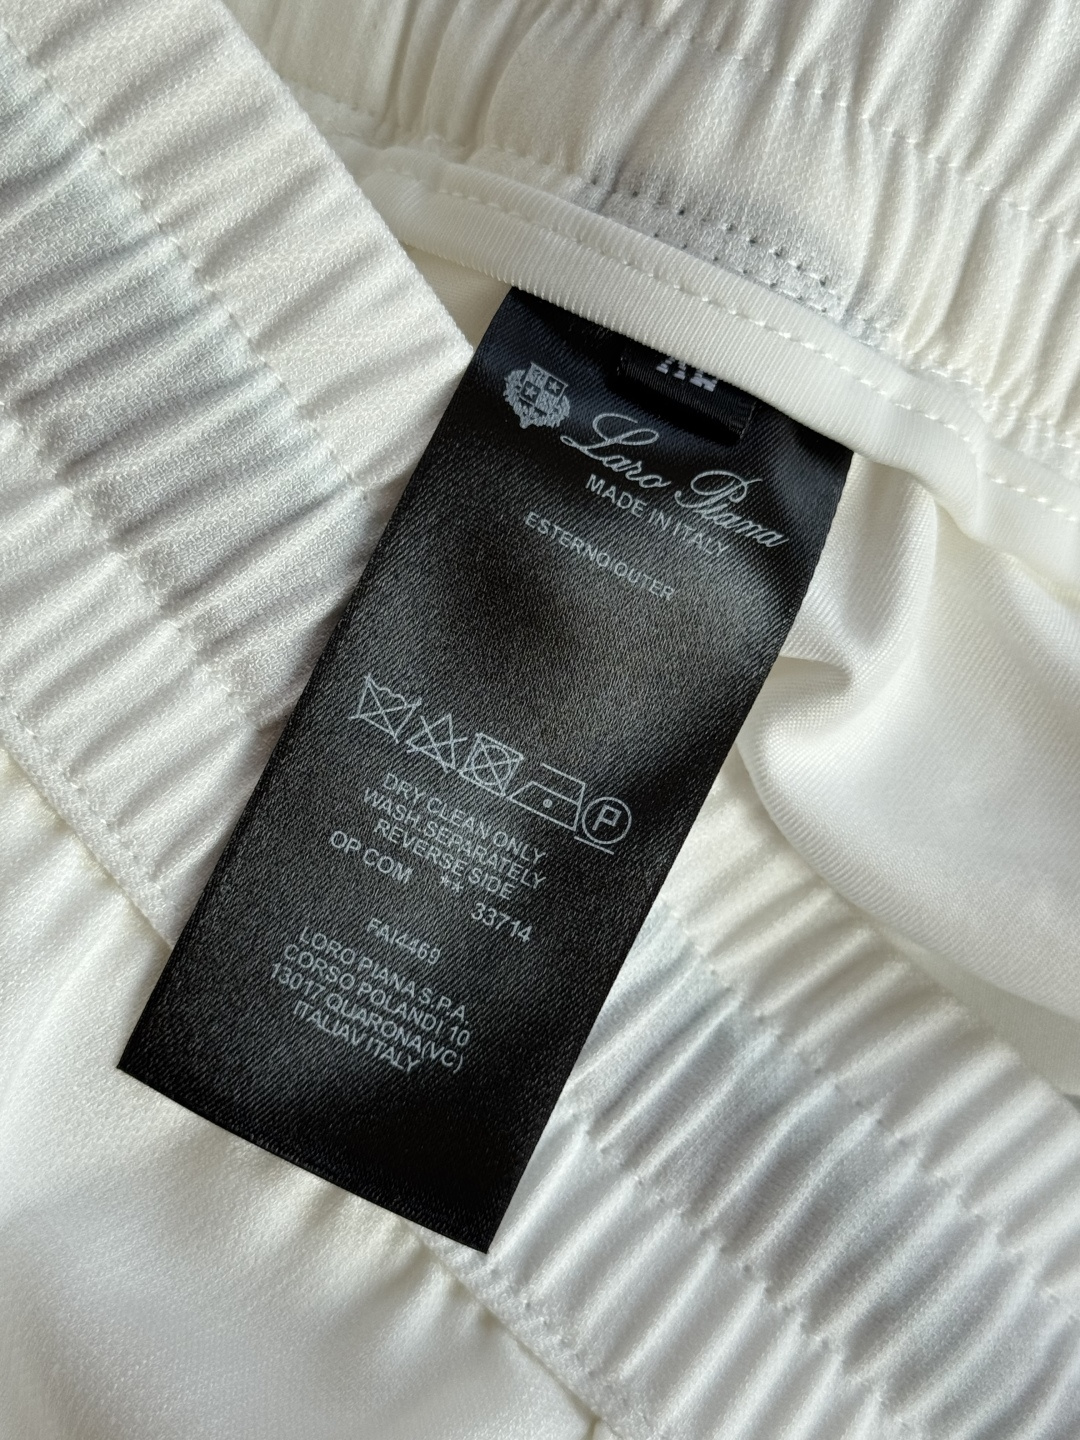 Loro Piana
MADE IN ITALY
ESTERNO/OUTER
P
DRY CLEAN ONLY
WASH SEPARATELY
REVERSE SIDE
OP COM ** 33714
FAI4469
LORO PIANA S.P.A.
CORSO POLANDI 10
13017 QUARONA(VC)
ITALIAV ITALY